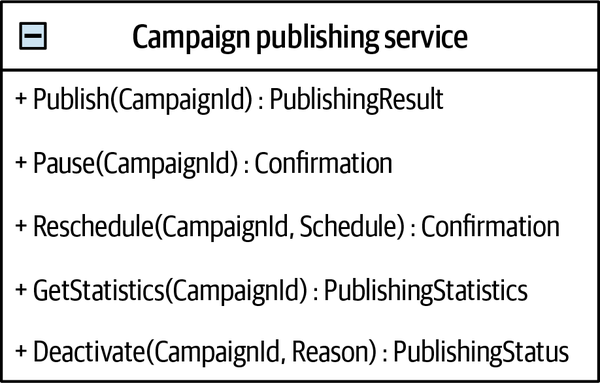 Campaign publishing service
+ Publish(CampaignId) : PublishingResult
+ Pause(CampaignId) : Confirmation
+ Reschedule(CampaignId, Schedule) : Confirmation
+ GetStatistics(CampaignId) : PublishingStatistics
+ Deactivate(CampaignId, Reason) : PublishingStatus